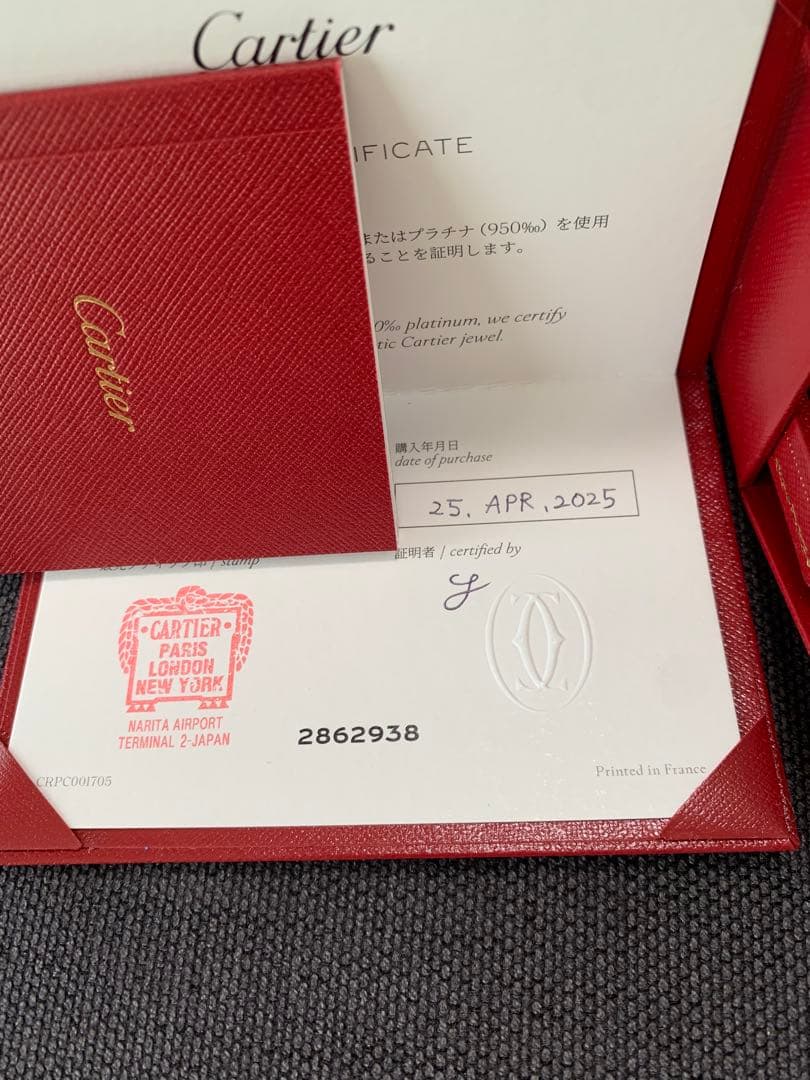 Cartier
IFICATE
またはプラチナ（950‰）を使用
ることを証明します。
0‰ platinum, we certify
tic Cartier jewel.
Cartier
購入年月日
date of purchase
25. APR. 2025
証明者 / certified by
stamp
CARTIER
PARIS
LONDON
NEW YORK
NARITA AIRPORT
TERMINAL 2-JAPAN
2862938
CRPC001705
Printed in France